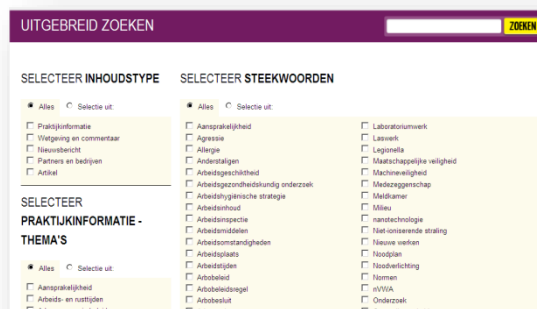 UITGEBREID ZOEKEN
ZOEKEN
SELECTEER INHOUDSTYPE
Alles Selectie uit:
Praktijkinformatie
Wetgeving en commentaar
Nieuwsbericht
Partners en bedrijven
Artikel
SELECTEER
PRAKTIJKINFORMATIE -
THEMA'S
Alles Selectie uit:
Aansprakelijkheid
Arbeids- en rusttijden
SELECTEER STEEKWOORDEN
Alles Selectie uit:
Aansprakelijkheid
Agressie
Allergie
Anderstaligen
Arbeidsgeschiktheid
Arbeidsgezondheidskundig onderzoek
Arbeidshygiënische strategie
Arbeidsinhoud
Arbeidsinspectie
Arbeidsmiddelen
Arbeidsomstandigheden
Arbeidsplaats
Arbeidstijden
Arbobeleid
Arbobeleidsregel
Arbobesluit
Laboratoriumwerk
Laswerk
Legionella
Maatschappelijke veiligheid
Machineveiligheid
Medezeggenschap
Meldkamer
Milieu
nanotechnologie
Niet-ioniserende straling
Nieuwe werken
Noodplan
Noodverlichting
Normen
nVWA
Onderzoek